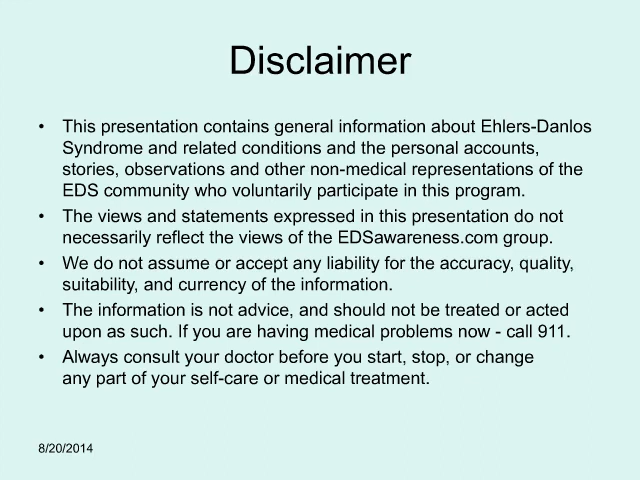 Disclaimer
• This presentation contains general information about Ehlers-Danlos
Syndrome and related conditions and the personal accounts,
stories, observations and other non-medical representations of the
EDS community who voluntarily participate in this program.
• The views and statements expressed in this presentation do not
necessarily reflect the views of the EDSawareness.com group.
• We do not assume or accept any liability for the accuracy, quality,
suitability, and currency of the information.
• The information is not advice, and should not be treated or acted
upon as such. If you are having medical problems now - call 911.
• Always consult your doctor before you start, stop, or change
any part of your self-care or medical treatment.
8/20/2014